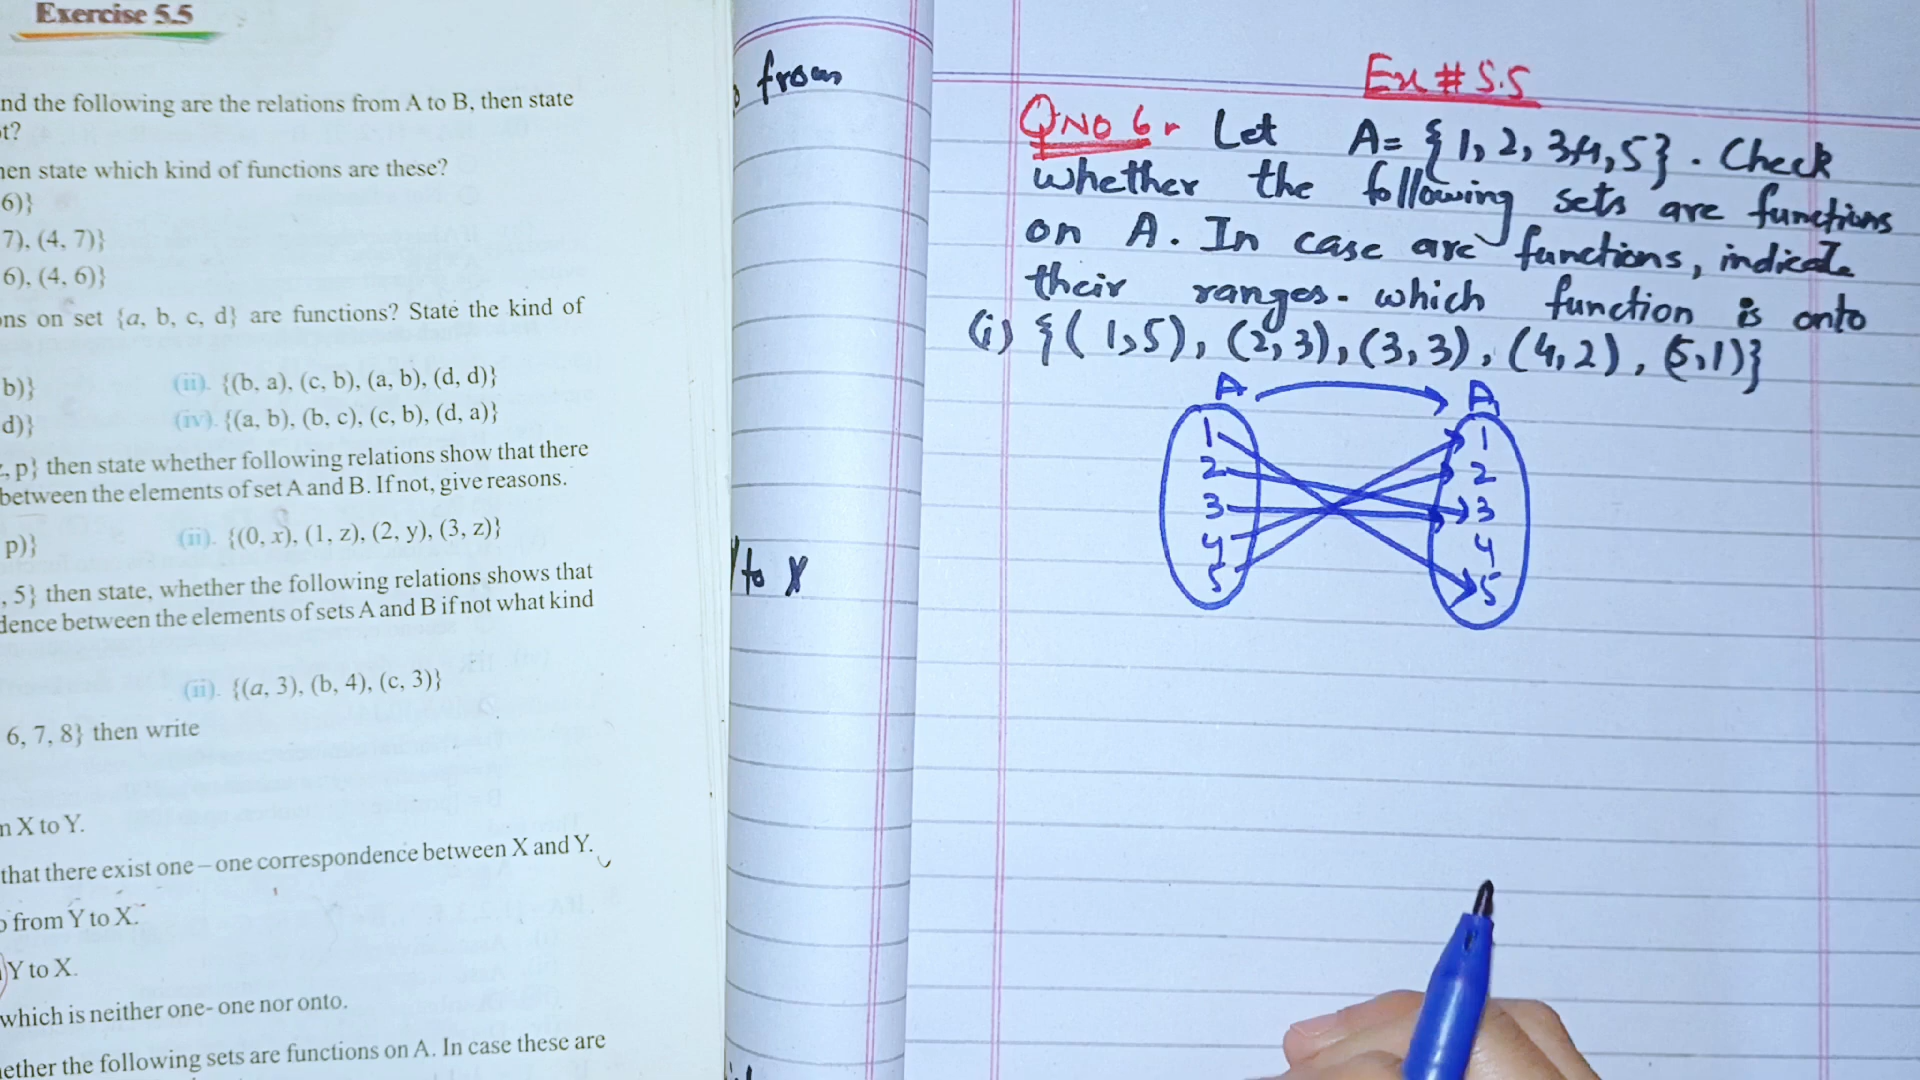 Exercise 5.5
nd the following are the relations from A to B, then state
t?
en state which kind of functions are these?
6)}
7), (4, 7)}
6), (4, 6)}
ns on set {a, b, c, d} are functions? State the kind of
b)} (ii). {(b, a), (c, b), (a, b), (d, d)}
d)} (iv). {(a, b), (b, c), (c, b), (d, a)}
, p} then state whether following relations show that there
between the elements of set A and B. If not, give reasons.
p)} (ii). {(0, x), (1, z), (2, y), (3, z)}
, 5} then state, whether the following relations shows that
dence between the elements of sets A and B if not what kind
(ii). {(a, 3), (b, 4), (c, 3)}
6, 7, 8} then write
X to Y.
that there exist one – one correspondence between X and Y.
from Y to X.
Y to X.
which is neither one- one nor onto.
ether the following sets are functions on A. In case these are
from
to X
Ex # 5.5
QNO 6 Let A= {1, 2, 3,4, 5}. Check
whether the following sets are functions
on A. In case are functions, indicate
their ranges. which function is onto
(i) {( 1,5), (2,3), (3,3), (4,2), (5,1)}
A A
1 1
2 2
3 3
4 4
5 5